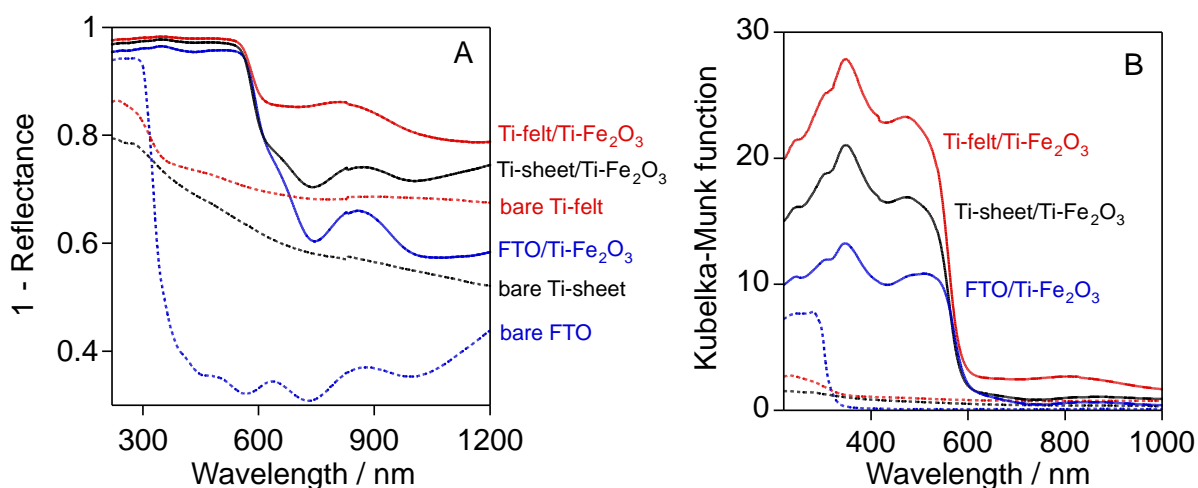 A
1 - Reflectance
1
0.8
0.6
0.4
300
600
900
1200
Wavelength / nm
Ti-felt/Ti-Fe₂O₃
Ti-sheet/Ti-Fe₂O₃
bare Ti-felt
FTO/Ti-Fe₂O₃
bare Ti-sheet
bare FTO
B
Kubelka-Munk function
30
20
10
0
400
600
800
1000
Wavelength / nm
Ti-felt/Ti-Fe₂O₃
Ti-sheet/Ti-Fe₂O₃
FTO/Ti-Fe₂O₃